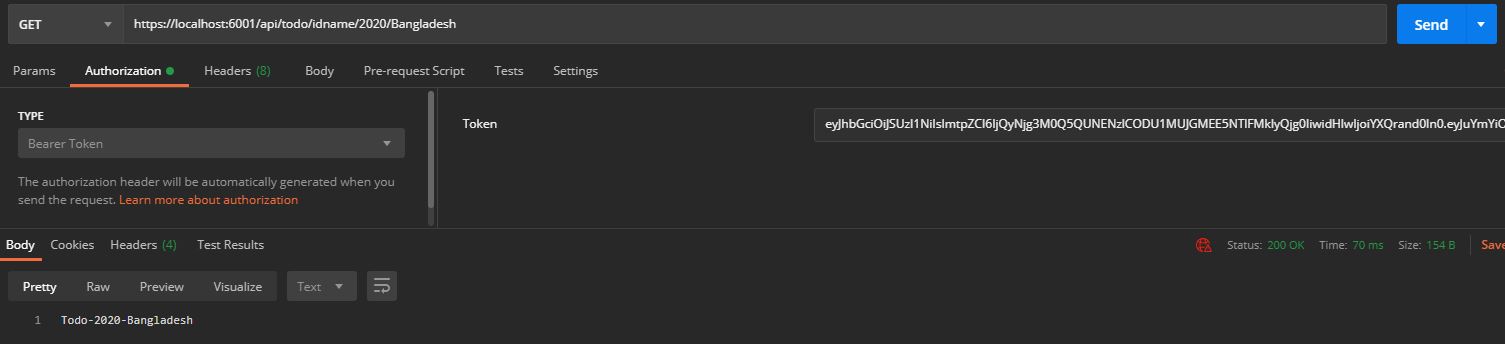 GET https://localhost:6001/api/todo/idname/2020/Bangladesh Send
Params Authorization Headers (8) Body Pre-request Script Tests Settings
TYPE
Bearer Token
The authorization header will be automatically generated when you
send the request. Learn more about authorization
Token
Body Cookies Headers (4) Test Results Status: 200 OK Time: 70 ms Size: 154 B Save
Pretty Raw Preview Visualize Text
1 Todo-2020-Bangladesh